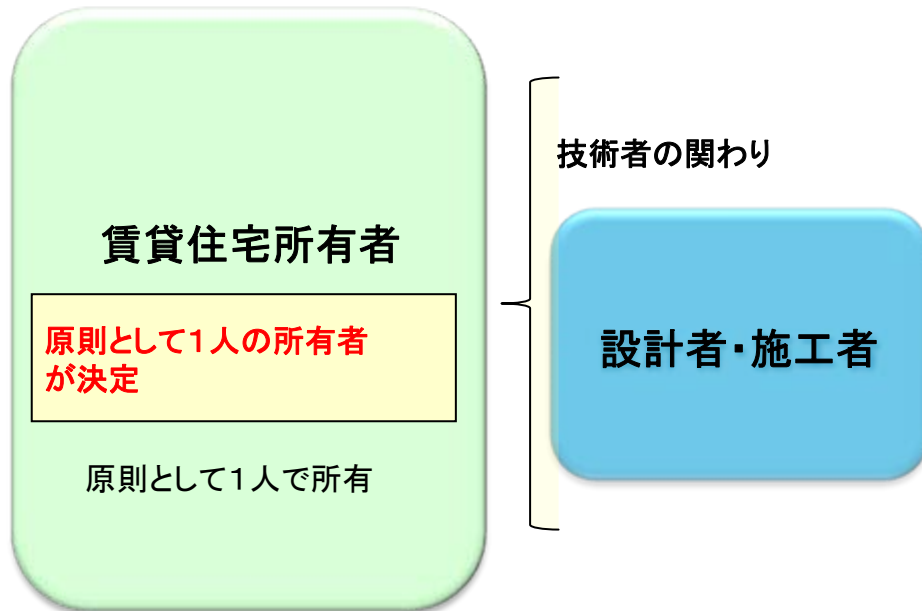 賃貸住宅所有者
原則として1人の所有者
が決定
原則として1人で所有
技術者の関わり
設計者・施工者